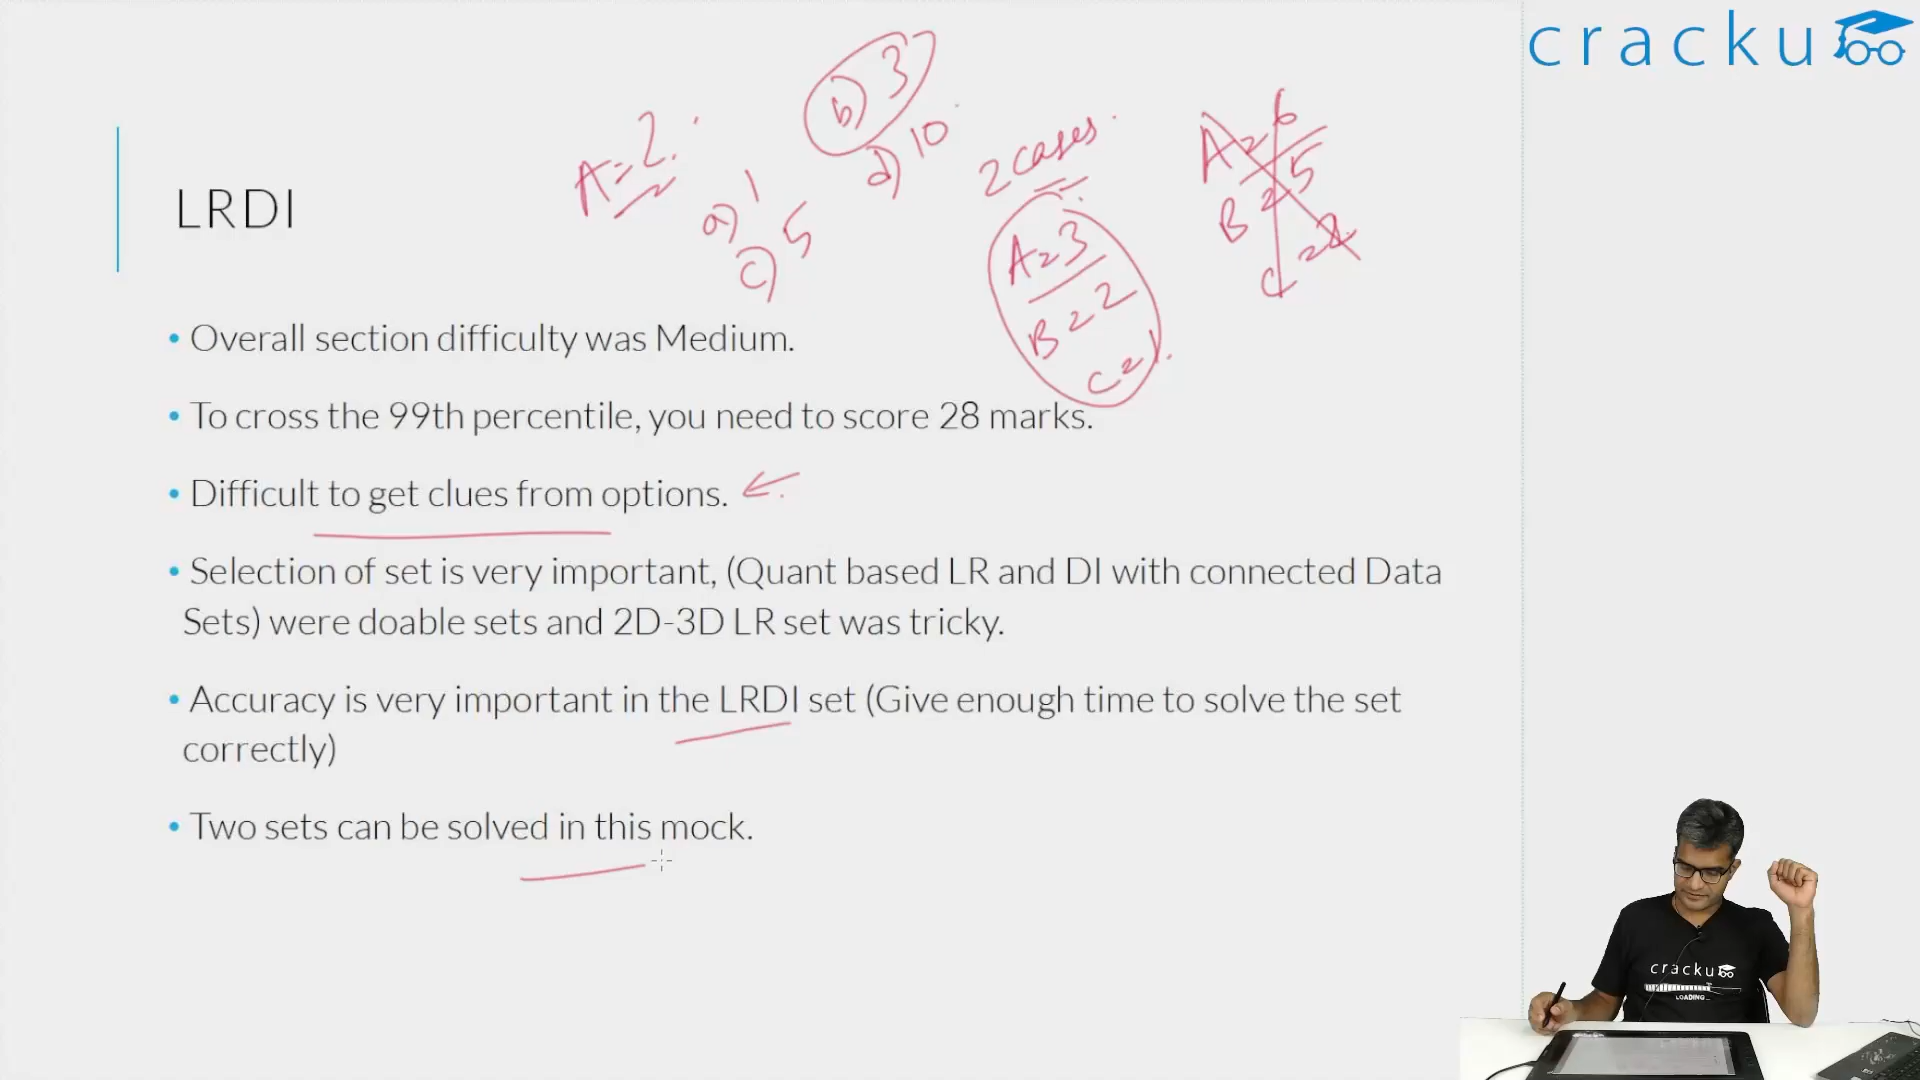 cracku
b) 3
A=2.
a) 1
d) 10
c) 5
2 cases.
A=3
B=2
C=1.
A=6
B=5
C=2.
LRDI
• Overall section difficulty was Medium.
• To cross the 99th percentile, you need to score 28 marks.
• Difficult to get clues from options.
• Selection of set is very important, (Quant based LR and DI with connected Data
Sets) were doable sets and 2D-3D LR set was tricky.
• Accuracy is very important in the LRDI set (Give enough time to solve the set
correctly)
• Two sets can be solved in this mock.
cracku
LOADING...